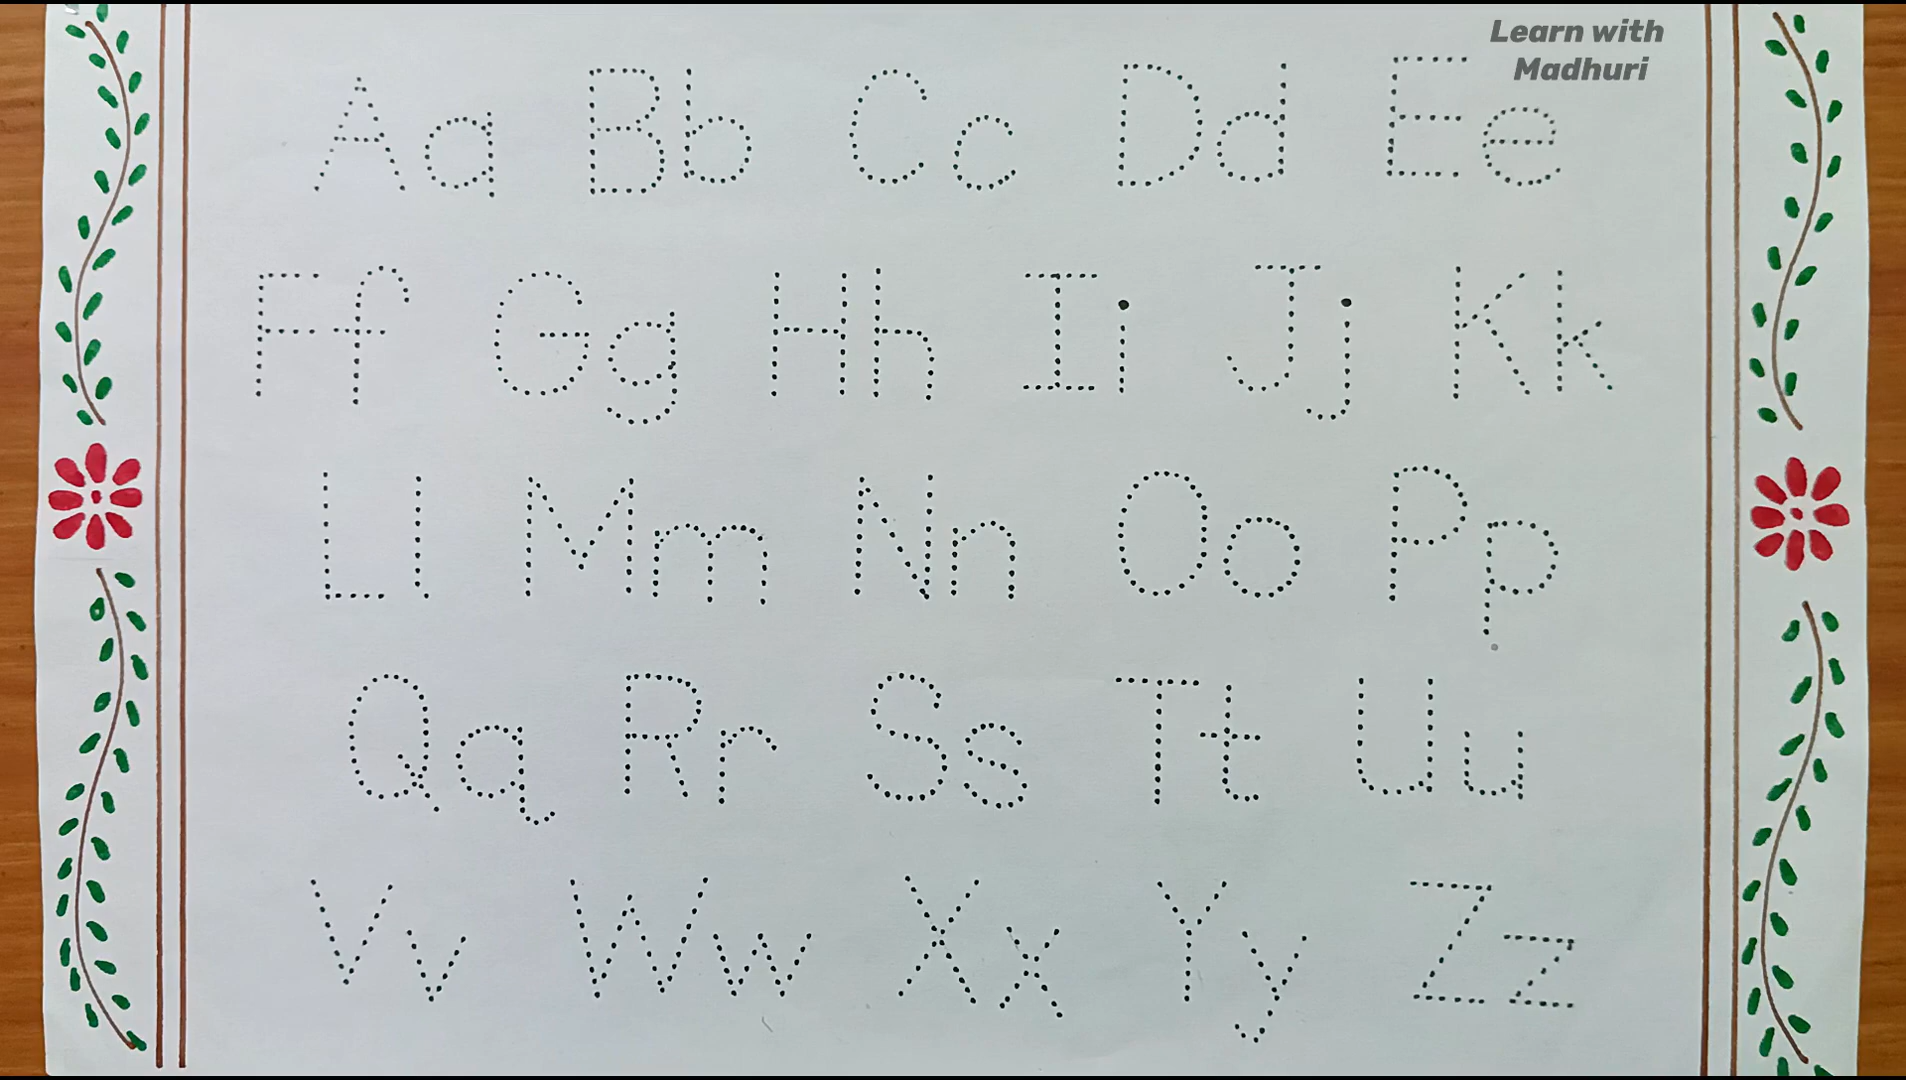 Learn with
Madhuri
Aa Bb Cc Dd Ee
Ff Gg Hh Ii Jj Kk
Ll Mm Nn Oo Pp
Qq Rr Ss Tt Uu
Vv Ww Xx Yy Zz